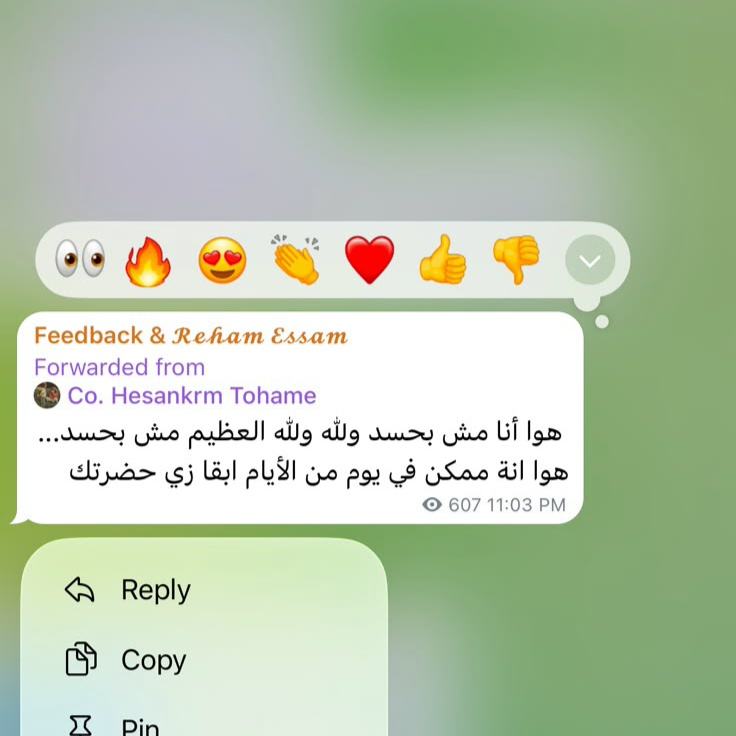 Feedback & Reham Essam
Forwarded from
Co. Hesankrm Tohame
هوا أنا مش بحسد ولله ولله العظيم مش بحسد...
هوا انة ممكن في يوم من الأيام ابقا زي حضرتك
607 11:03 PM
Reply
Copy
Pin